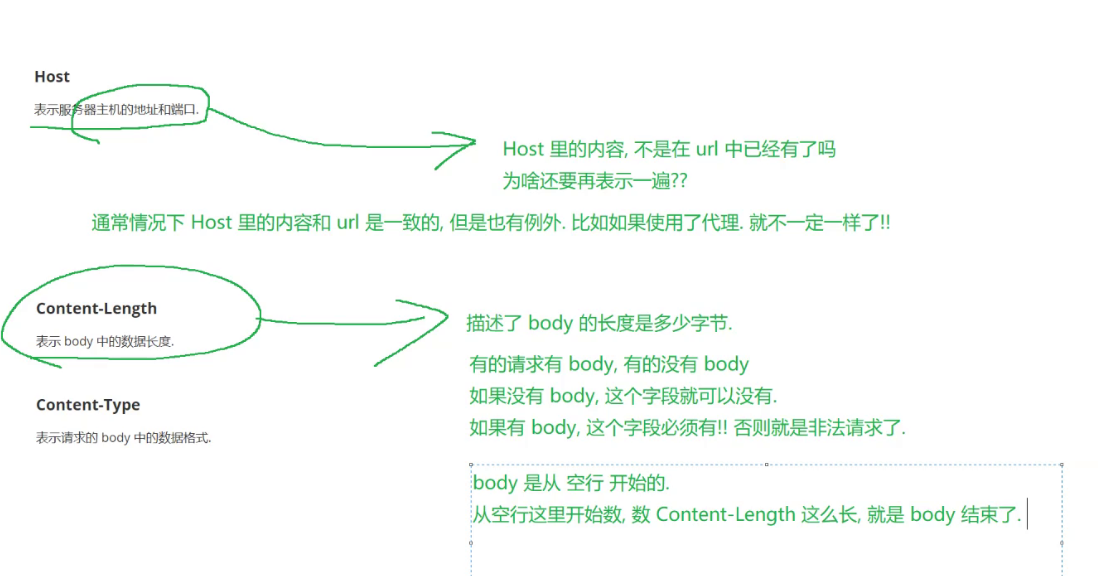 Host
表示服务器主机的地址和端口.
Host 里的内容, 不是在 url 中已经有了吗
为啥还要再表示一遍??
通常情况下 Host 里的内容和 url 是一致的, 但是也有例外. 比如如果使用了代理. 就不一定一样了!!
Content-Length
表示 body 中的数据长度.
描述了 body 的长度是多少字节.
有的请求有 body, 有的没有 body
如果没有 body, 这个字段就可以没有.
如果有 body, 这个字段必须有!! 否则就是非法请求了.
Content-Type
表示请求的 body 中的数据格式.
body 是从 空行 开始的.
从空行这里开始数, 数 Content-Length 这么长, 就是 body 结束了.